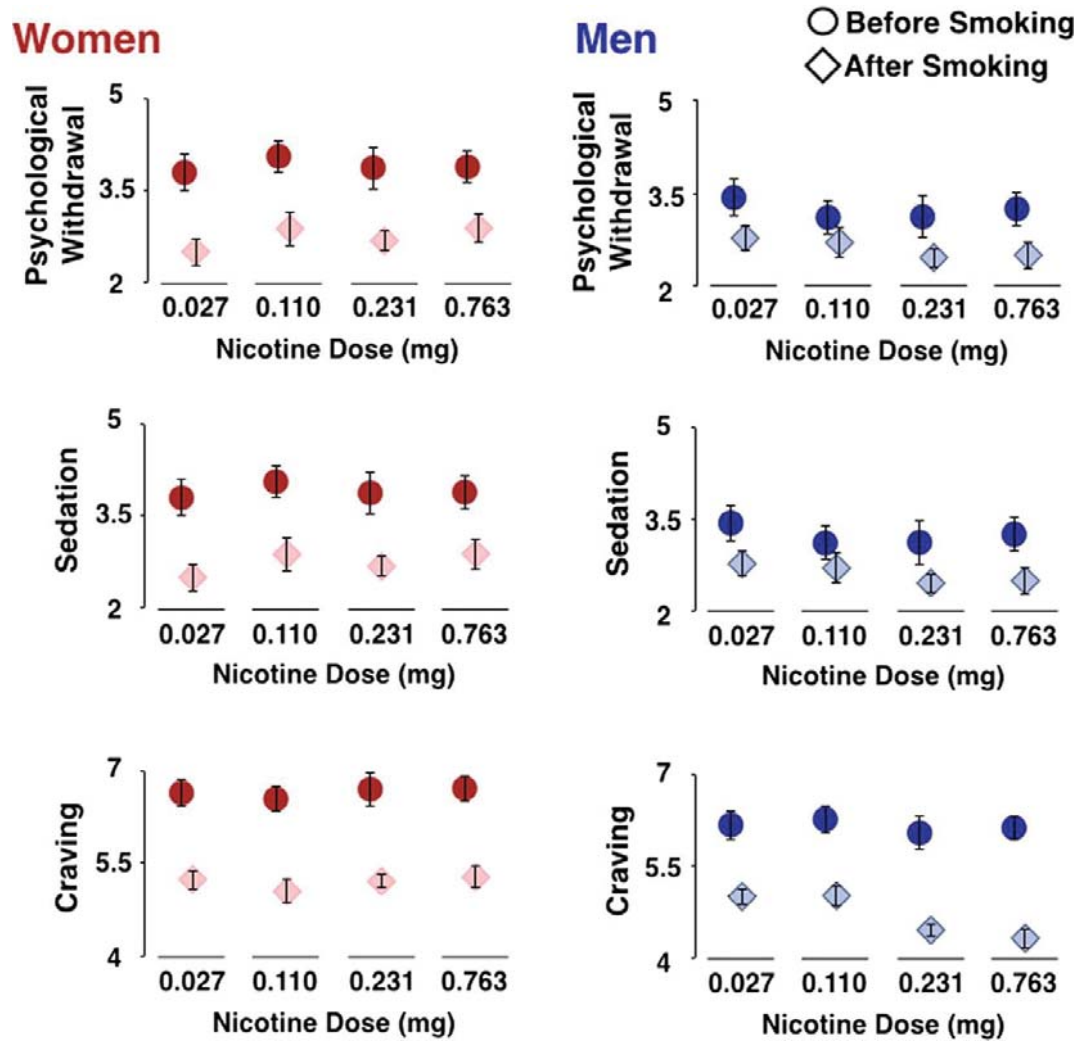 Women
Men
Before Smoking
After Smoking
Psychological
Withdrawal
5
3.5
2
0.027 0.110 0.231 0.763
Nicotine Dose (mg)
Psychological
Withdrawal
5
3.5
2
0.027 0.110 0.231 0.763
Nicotine Dose (mg)
Sedation
5
3.5
2
0.027 0.110 0.231 0.763
Nicotine Dose (mg)
Sedation
5
3.5
2
0.027 0.110 0.231 0.763
Nicotine Dose (mg)
Craving
7
5.5
4
0.027 0.110 0.231 0.763
Nicotine Dose (mg)
Craving
7
5.5
4
0.027 0.110 0.231 0.763
Nicotine Dose (mg)